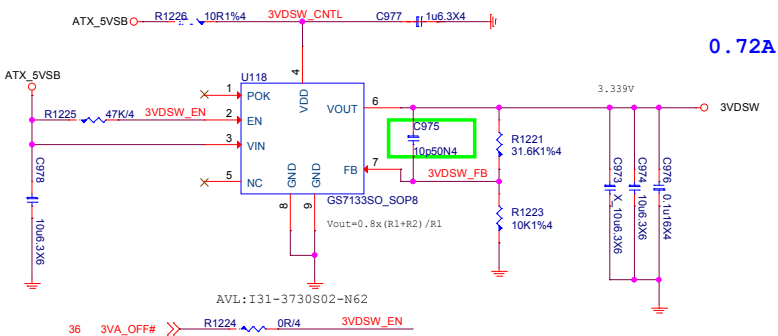 ATX_5VSB
R1226
10R1%4
3VDSW_CNTL
C977
1u6.3X4
0.72A
ATX_5VSB
U118
4
VDD
1
POK
R1225
47K/4
3VDSW_EN
2
EN
3
VIN
5
NC
VOUT
6
FB
7
GND
GND
8
9
GS7133SO_SOP8
C975
10p50N4
3VDSW_FB
3.339V
3VDSW
R1221
31.6K1%4
R1223
10K1%4
C973
X_10u6.3X6
C974
10u6.3X6
C976
0.1u16X4
C978
10u6.3X6
Vout=0.8x(R1+R2)/R1
AVL:I31-3730S02-N62
36
3VA_OFF#
R1224
0R/4
3VDSW_EN